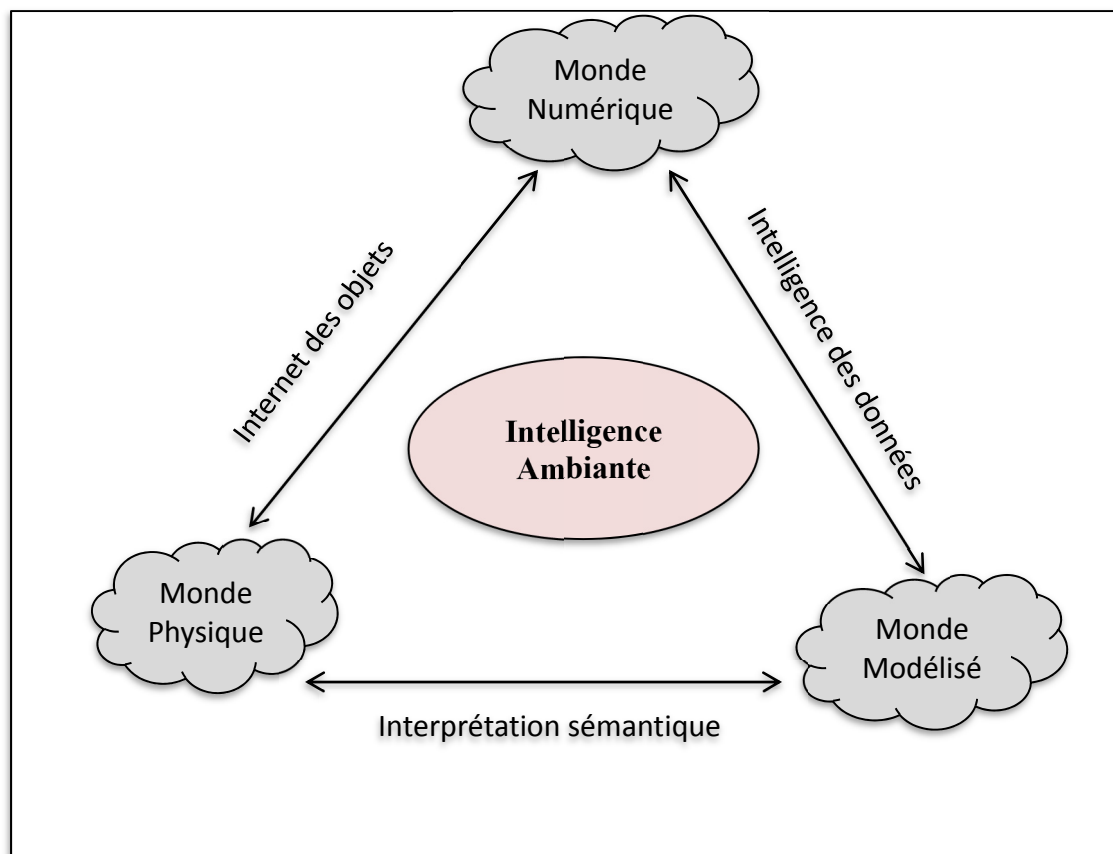 Monde
Numérique
Internet des objets
Intelligence des données
Intelligence
Ambiante
Monde
Physique
Monde
Modélisé
Interprétation sémantique